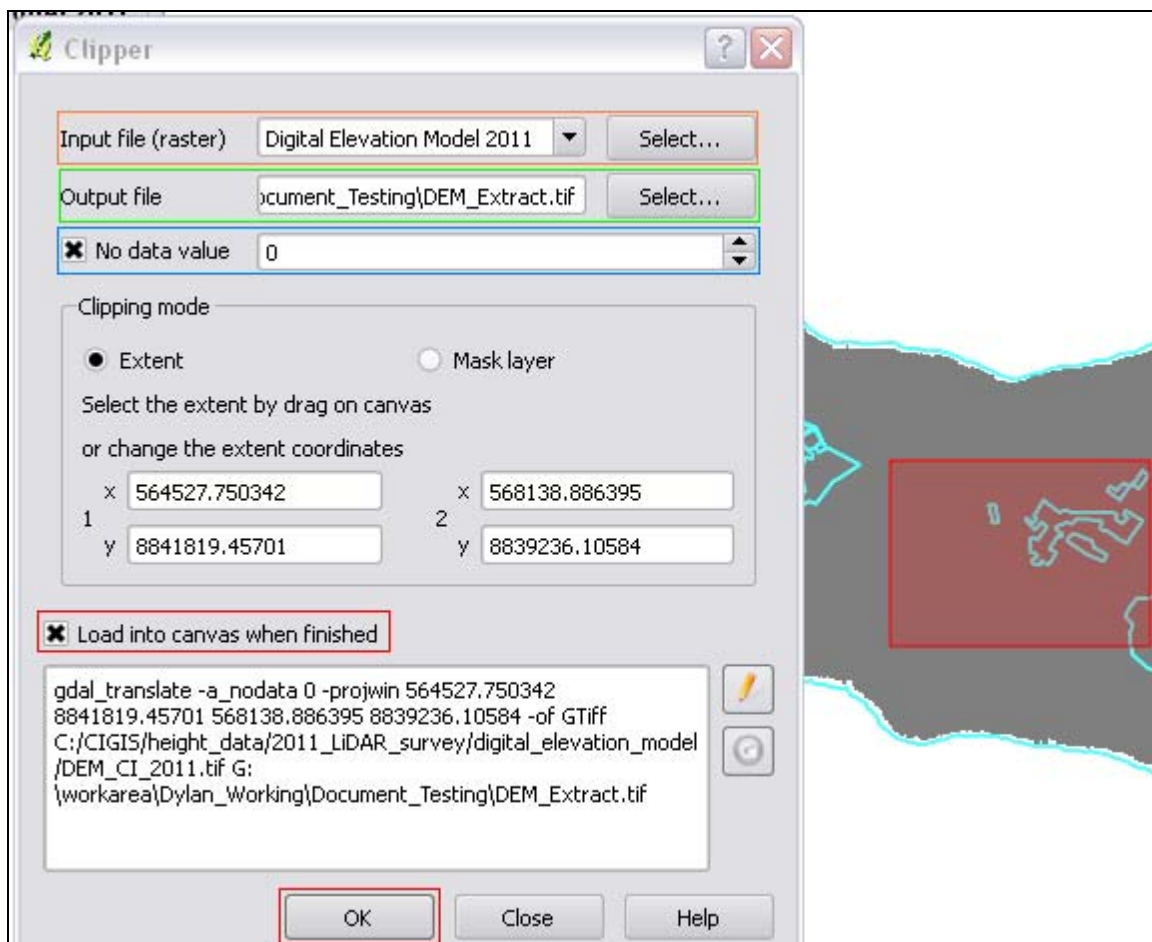 Clipper
Input file (raster) Digital Elevation Model 2011 Select...
Output file ocument_Testing\DEM_Extract.tif Select...
No data value 0
Clipping mode
Extent Mask layer
Select the extent by drag on canvas
or change the extent coordinates
x 564527.750342 x 568138.886395
1 2
y 8841819.45701 y 8839236.10584
Load into canvas when finished
gdal_translate -a_nodata 0 -projwin 564527.750342
8841819.45701 568138.886395 8839236.10584 -of GTiff
C:/CIGIS/height_data/2011_LiDAR_survey/digital_elevation_model
/DEM_CI_2011.tif G:
\workarea\Dylan_Working\Document_Testing\DEM_Extract.tif
OK Close Help